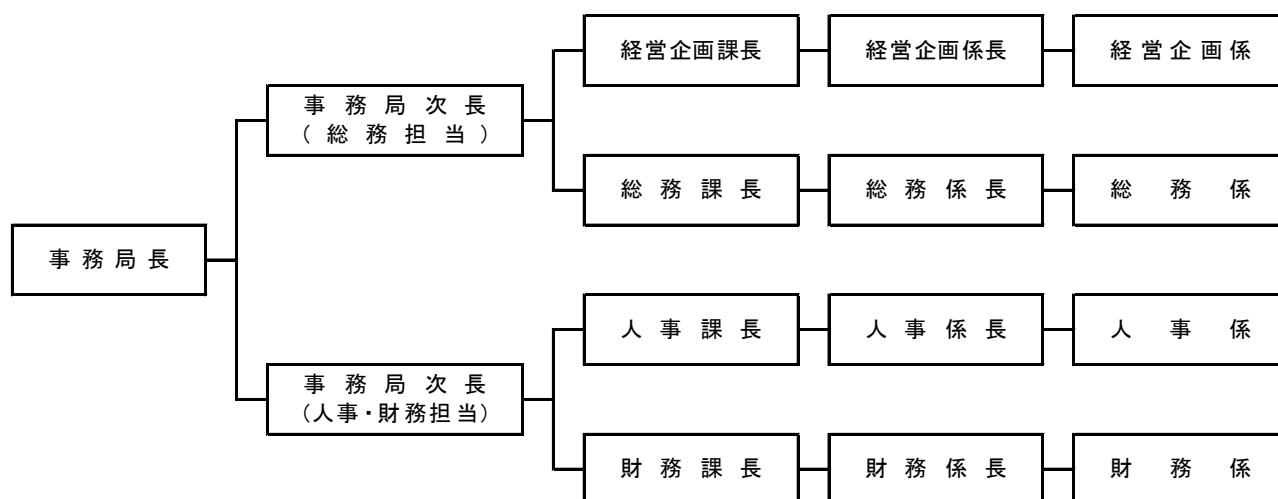 経営企画課長
経営企画係長
経営企画係
事務局次長
(総務担当)
総務課長
総務係長
総務係
事務局長
人事課長
人事係長
人事係
事務局次長
(人事・財務担当)
財務課長
財務係長
財務係